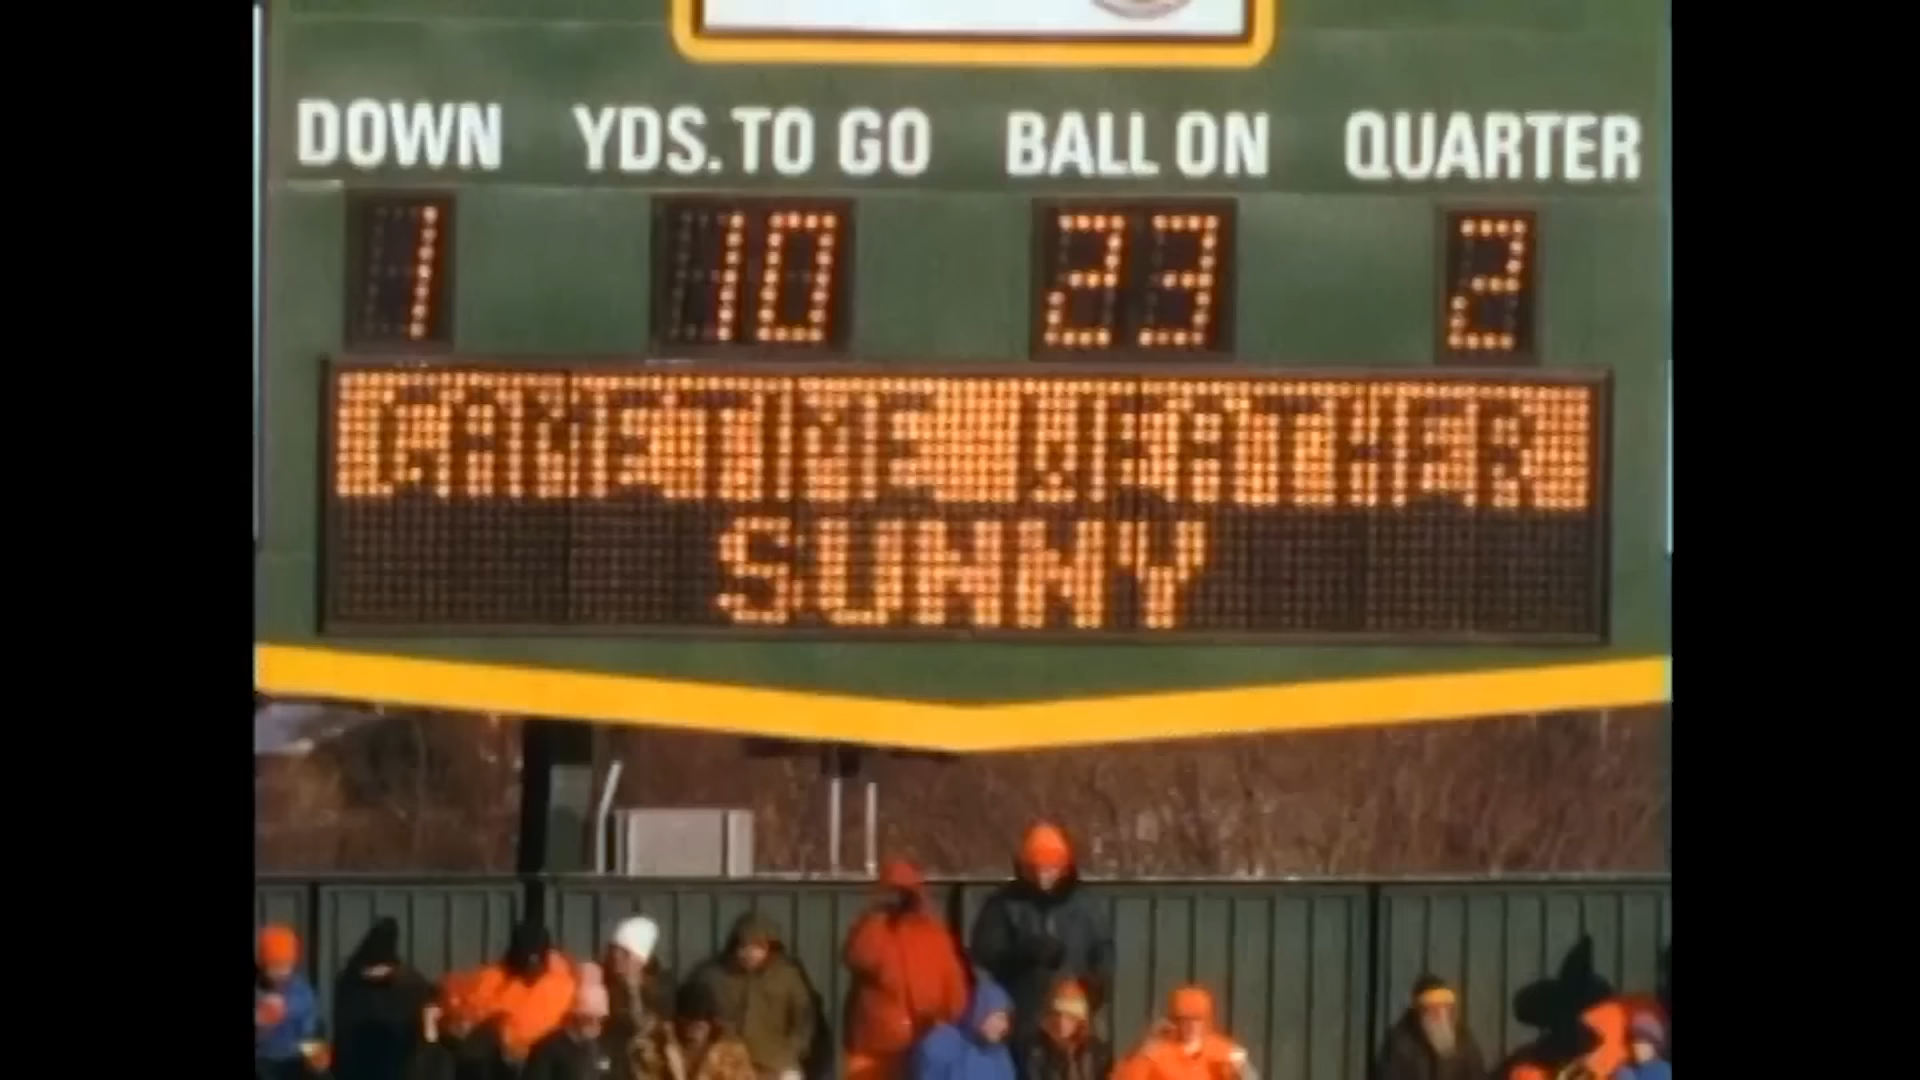 DOWN YDS. TO GO BALL ON QUARTER
1 10 23 2
GAMETIME WEATHER
SUNNY